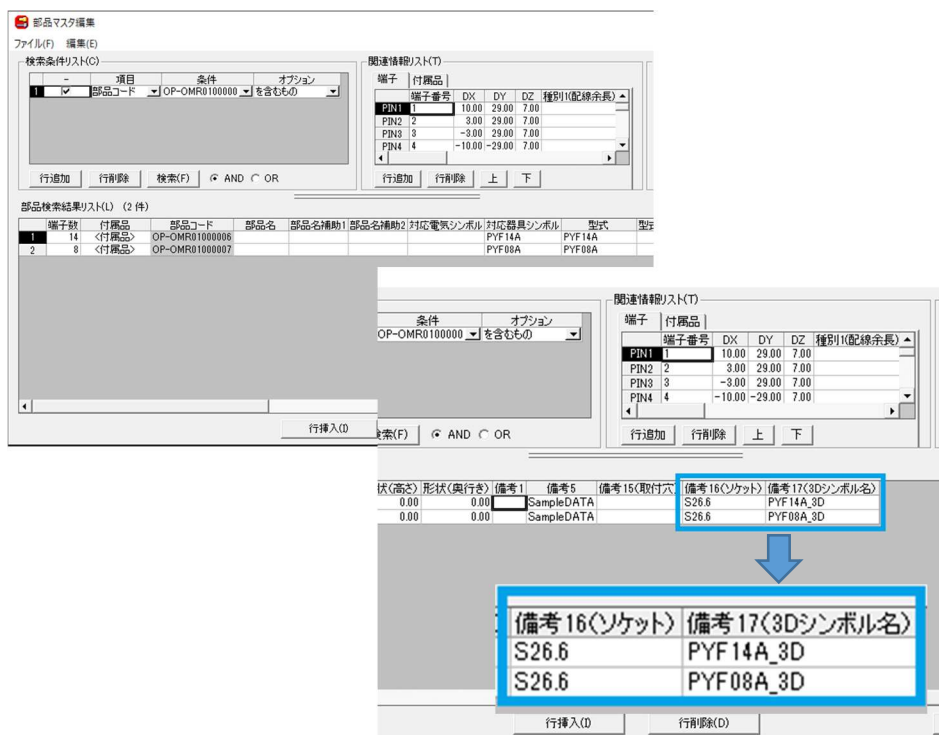 部品マスタ編集
ファイル(F) 編集(E)
検索条件リスト(C)
- 項目 条件 オプション
1 部品コード OP-OMR0100000 を含むもの
行追加 行削除 検索(F) AND OR
関連情報リスト(T)
端子 付属品
端子番号 DX DY DZ 種別1(配線余長)
PIN1 1 10.00 29.00 7.00
PIN2 2 3.00 29.00 7.00
PIN3 3 -3.00 29.00 7.00
PIN4 4 -10.00 -29.00 7.00
行追加 行削除 上 下
部品検索結果リスト(L) (2 件)
端子数 付属品 部品コード 部品名 部品名補助1 部品名補助2 対応電気シンボル 対応器具シンボル 型式 型式
1 14 <付属品> OP-OMR01000006 PYF14A PYF14A
2 8 <付属品> OP-OMR01000007 PYF08A PYF08A
行挿入(I)
条件 オプション
OP-OMR0100000 を含むもの
検索(F) AND OR
関連情報リスト(T)
端子 付属品
端子番号 DX DY DZ 種別1(配線余長)
PIN1 1 10.00 29.00 7.00
PIN2 2 3.00 29.00 7.00
PIN3 3 -3.00 29.00 7.00
PIN4 4 -10.00 -29.00 7.00
行追加 行削除 上 下
状(高さ) 形状(奥行き) 備考1 備考5 備考15(取付穴) 備考16(ソケット) 備考17(3Dシンボル名)
0.00 0.00 SampleDATA S26.6 PYF14A_3D
0.00 0.00 SampleDATA S26.6 PYF08A_3D
備考16(ソケット) 備考17(3Dシンボル名)
S26.6 PYF14A_3D
S26.6 PYF08A_3D
行挿入(I) 行削除(D)